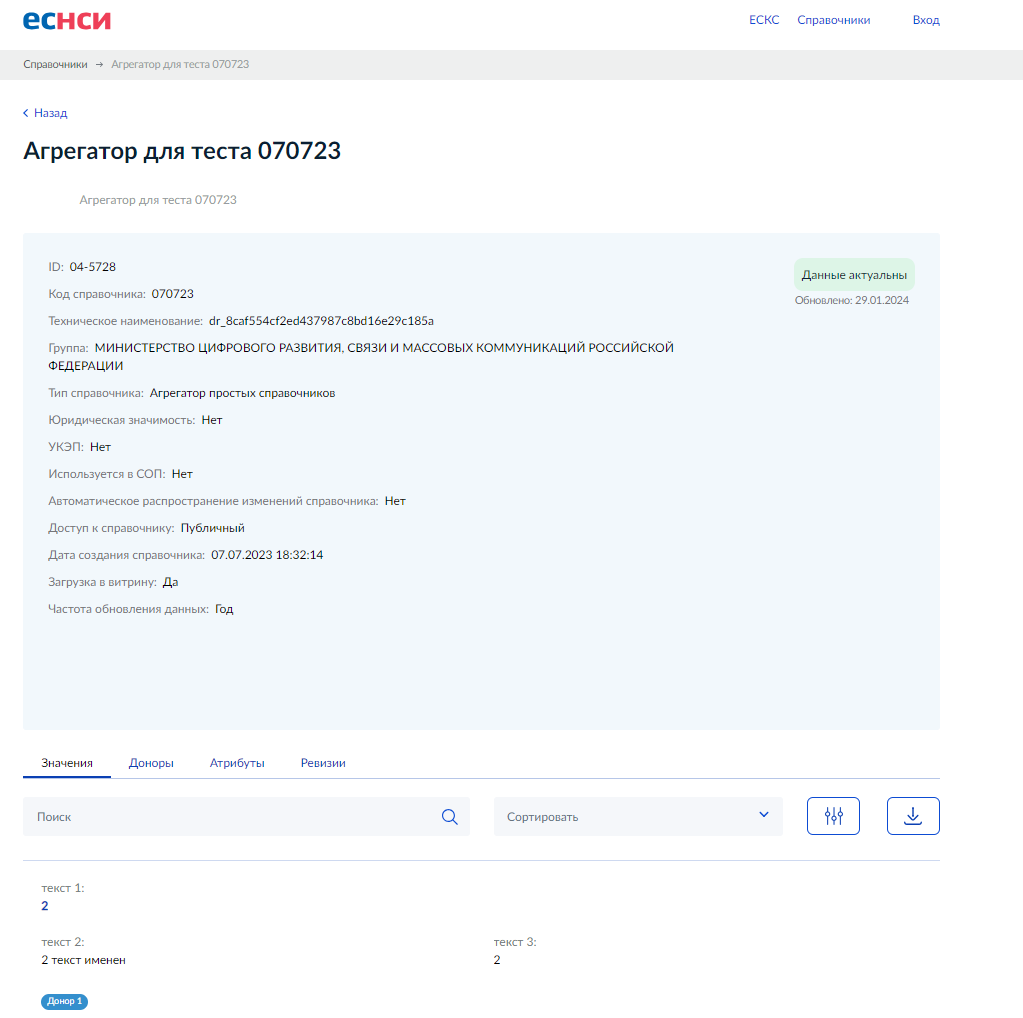 еснси
ЕСКС Справочники Вход
Справочники → Агрегатор для теста 070723
Назад
Агрегатор для теста 070723
Агрегатор для теста 070723
ID: 04-5728
Данные актуальны
Обновлено: 29.01.2024
Код справочника: 070723
Техническое наименование: dr_8caf554cf2ed437987c8bd16e29c185a
Группа: МИНИСТЕРСТВО ЦИФРОВОГО РАЗВИТИЯ, СВЯЗИ И МАССОВЫХ КОММУНИКАЦИЙ РОССИЙСКОЙ
ФЕДЕРАЦИИ
Тип справочника: Агрегатор простых справочников
Юридическая значимость: Нет
УКЭП: Нет
Используется в СОП: Нет
Автоматическое распространение изменений справочника: Нет
Доступ к справочнику: Публичный
Дата создания справочника: 07.07.2023 18:32:14
Загрузка в витрину: Да
Частота обновления данных: Год
Значения Доноры Атрибуты Ревизии
Поиск Сортировать
текст 1:
2
текст 2: текст 3:
2 текст именен 2
Донор 1